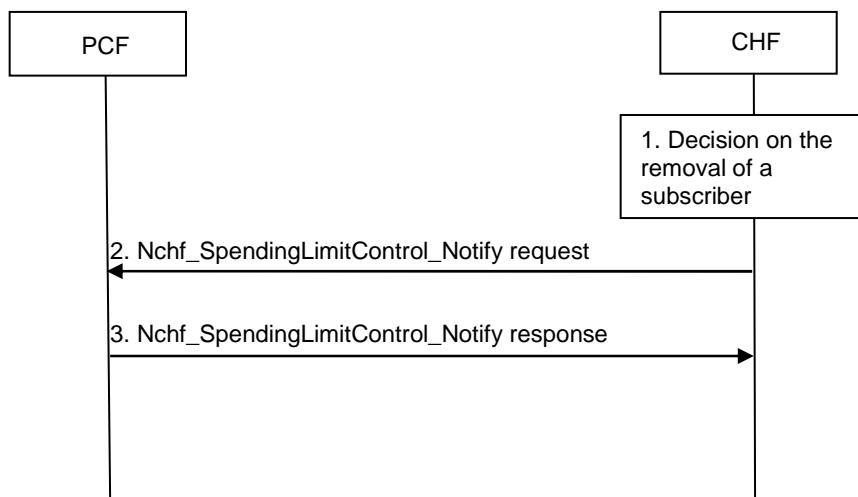 PCF
CHF
1. Decision on the
removal of a
subscriber
2. Nchf_SpendingLimitControl_Notify request
3. Nchf_SpendingLimitControl_Notify response